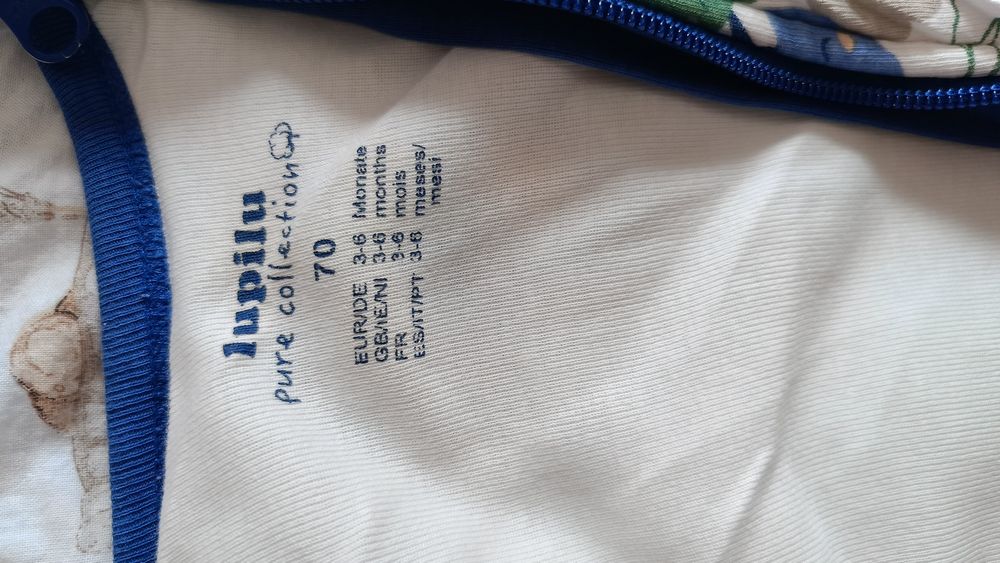 lupilu
pure collection
70
EUR/DE 3-6 Monate
GB/IE/NI 3-6 months
FR 3-6 mois
ES/IT/PT 3-6 meses/
mesi